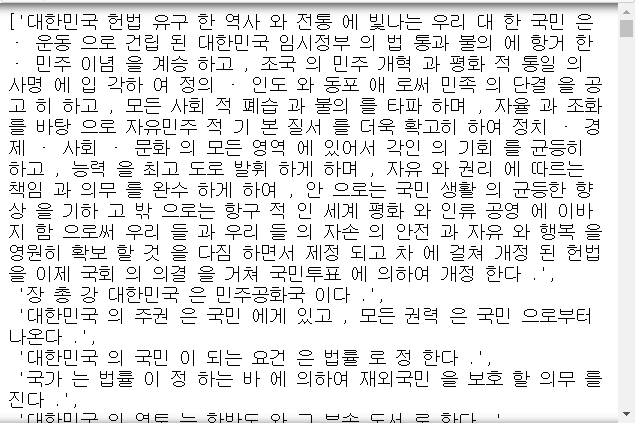 ['대한민국 헌법 유구 한 역사 와 전통 에 빛나는 우리 대 한 국민 은
· 운동 으로 건립 된 대한민국 임시정부 의 법 통과 불의 에 항거 한
· 민주 이념 을 계승 하고 , 조국 의 민주 개혁 과 평화 적 통일 의
사명 에 입 각하 여 정의 · 인도 와 동포 애 로써 민족 의 단결 을 공
고 히 하고 , 모든 사회 적 폐습 과 불의 를 타파 하며 , 자율 과 조화
를 바탕 으로 자유민주 적 기 본 질서 를 더욱 확고히 하여 정치 · 경
제 · 사회 · 문화 의 모든 영역 에 있어서 각인 의 기회 를 균등히
하고 , 능력 을 최고 도로 발휘 하게 하며 , 자유 와 권리 에 따르는
책임 과 의무 를 완수 하게 하여 , 안 으로는 국민 생활 의 균등한 향
상 을 기하 고 밖 으로는 항구 적 인 세계 평화 와 인류 공영 에 이바
지 함 으로써 우리 들 과 우리 들 의 자손 의 안전 과 자유 와 행복 을
영원히 확보 할 것 을 다짐 하면서 제정 되고 차 에 걸쳐 개정 된 헌법
을 이제 국회 의 의결 을 거쳐 국민투표 에 의하여 개정 한다 .',
'장 총 강 대한민국 은 민주공화국 이다 .',
'대한민국 의 주권 은 국민 에게 있고 , 모든 권력 은 국민 으로부터
나온다 .',
'대한민국 의 국민 이 되는 요건 은 법률 로 정 한다 .',
'국가 는 법률 이 정 하는 바 에 의하여 재외국민 을 보호 할 의무 를
진다 .',
'대한민국 의 영토 는 한반도 와 그 부속 도서 로 한다 .'